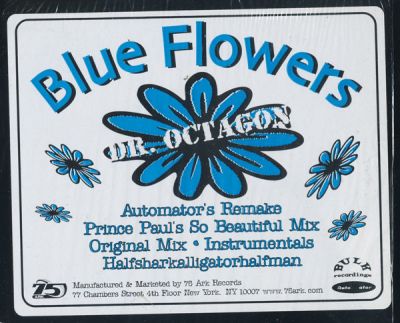 Blue Flowers
DR. OCTAGON
Automator's Remake
Prince Paul's So Beautiful Mix
Original Mix • Instrumentals
Halfsharkalligatorhalfman
75
Manufactured & Marketed by 75 Ark Records
77 Chambers Street 4th Floor New York. NY 10007 www.75ark.com.
BULK
recordings